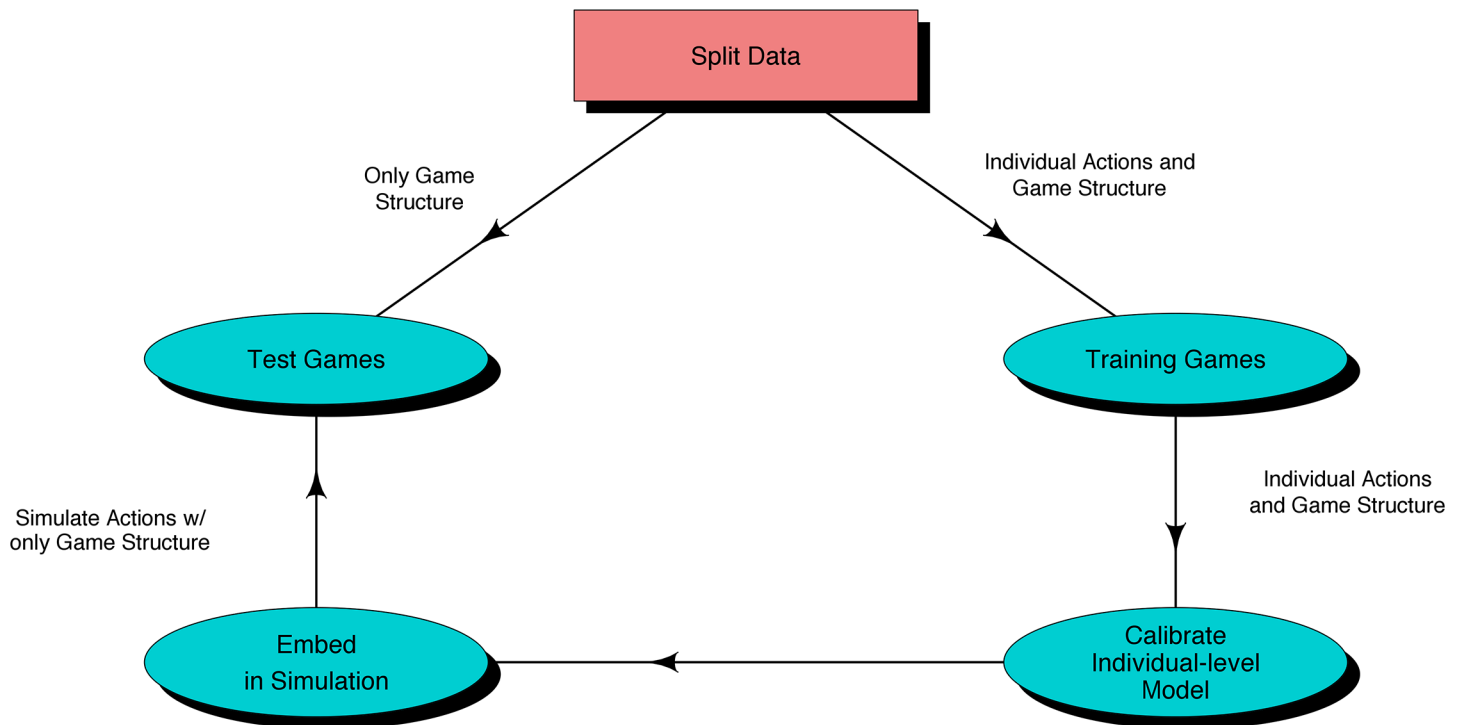 Split Data
Only Game
Structure
Individual Actions and
Game Structure
Test Games
Training Games
Simulate Actions w/
only Game Structure
Individual Actions
and Game Structure
Embed
in Simulation
Calibrate
Individual-level
Model